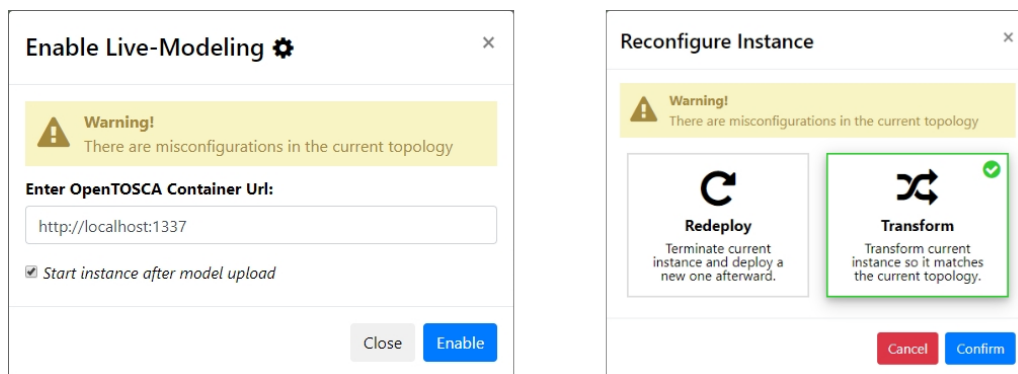 Enable Live-Modeling
×
Warning!
There are misconfigurations in the current topology
Enter OpenTOSCA Container Url:
http://localhost:1337
Start instance after model upload
Close
Enable
Reconfigure Instance
×
Warning!
There are misconfigurations in the current topology
Redeploy
Terminate current
instance and deploy a
new one afterward.
Transform
Transform current
instance so it matches
the current topology.
Cancel
Confirm